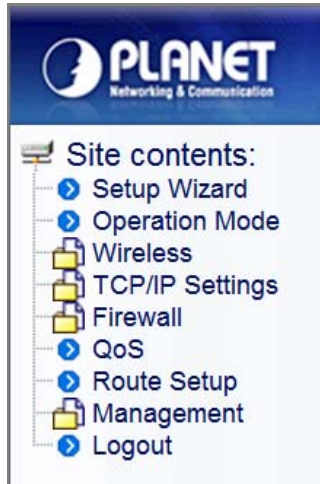 PLANET
Networking & Communication
Site contents:
Setup Wizard
Operation Mode
Wireless
TCP/IP Settings
Firewall
QoS
Route Setup
Management
Logout